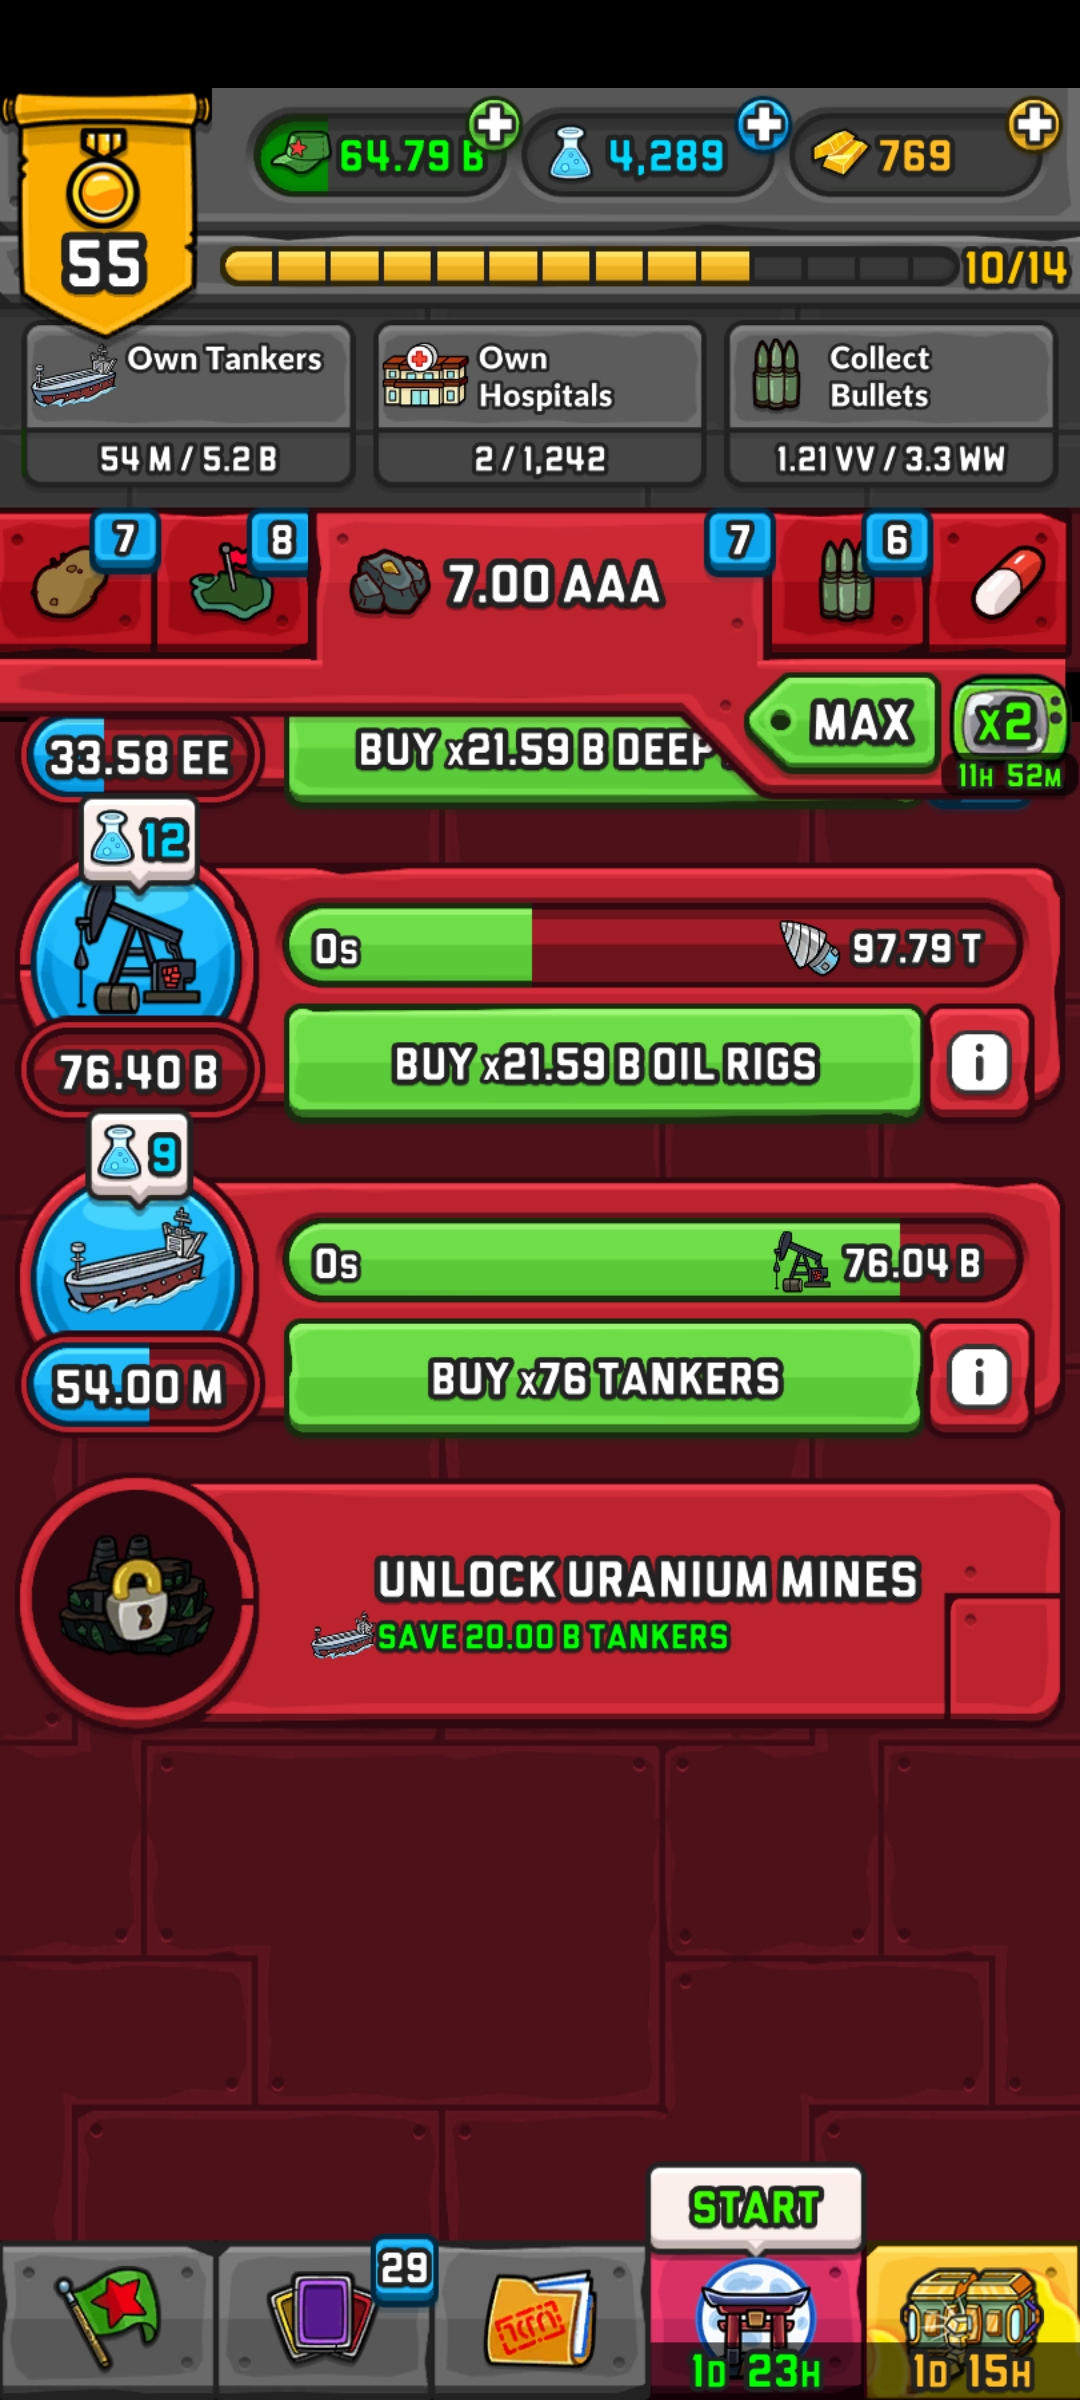 64.79 B
4,289
769
55
10/14
Own Tankers
Own
Hospitals
Collect
Bullets
54 M / 5.2 B
2 / 1,242
1.21 VV / 3.3 WW
7
8
7.00 AAA
7
6
MAX
x2
11H 52M
33.58 EE
BUY x21.59 B DEEP
12
0s
97.79 T
76.40 B
BUY x21.59 B OIL RIGS
i
9
0s
76.04 B
54.00 M
BUY x76 TANKERS
i
UNLOCK URANIUM MINES
SAVE 20.00 B TANKERS
START
29
1D 23H
1D 15H